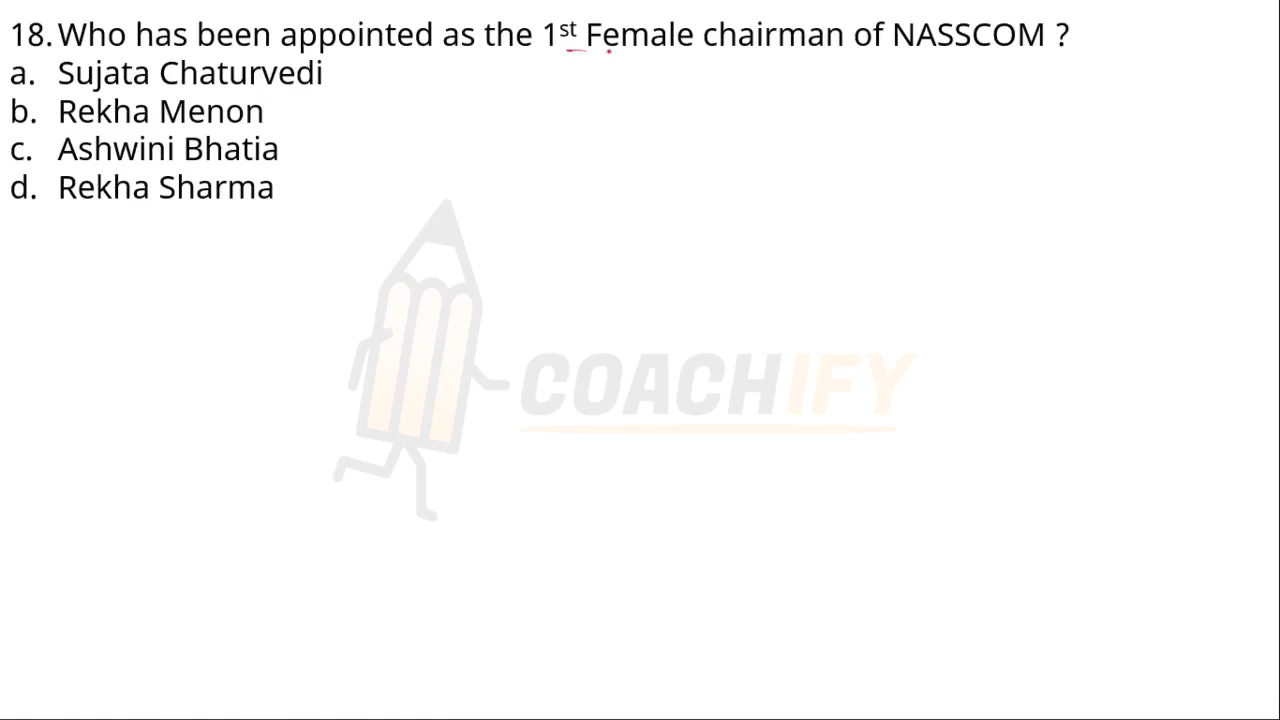 18. Who has been appointed as the 1st Female chairman of NASSCOM ?
a. Sujata Chaturvedi
b. Rekha Menon
c. Ashwini Bhatia
d. Rekha Sharma
COACHIFY